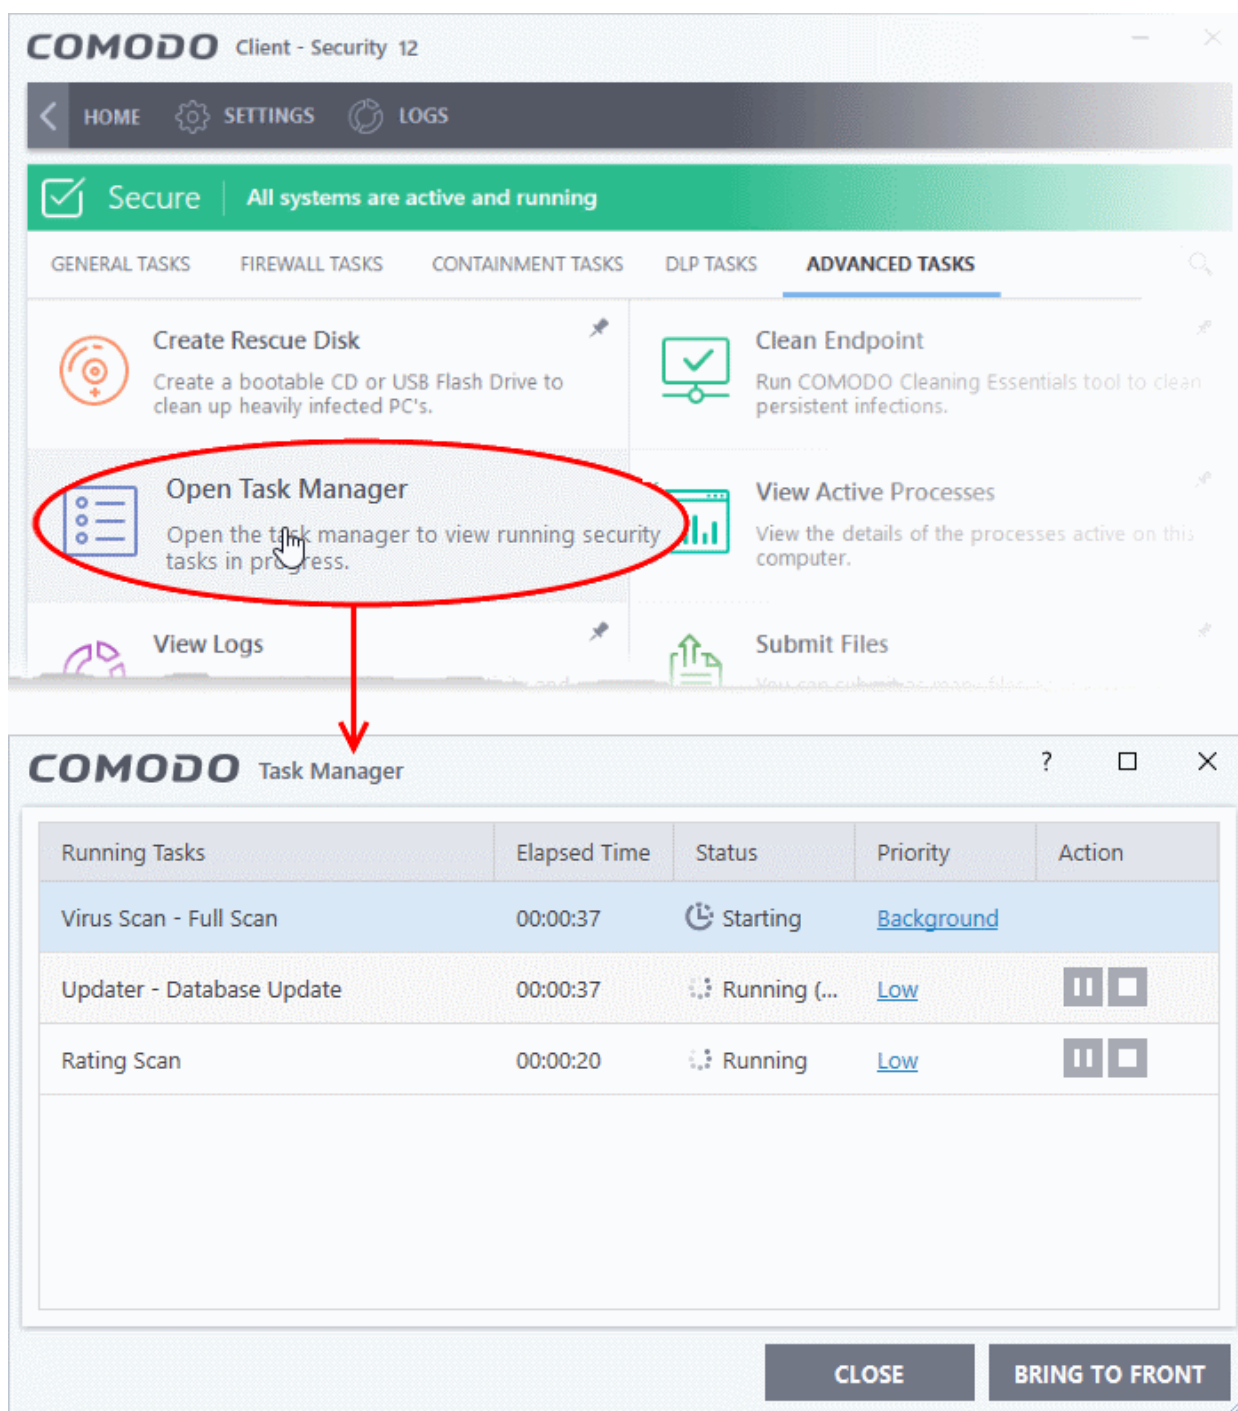 COMODO Client - Security 12
HOME SETTINGS LOGS
Secure All systems are active and running
GENERAL TASKS FIREWALL TASKS CONTAINMENT TASKS DLP TASKS ADVANCED TASKS
Create Rescue Disk
Create a bootable CD or USB Flash Drive to
clean up heavily infected PC's.
Clean Endpoint
Run COMODO Cleaning Essentials tool to clean
persistent infections.
Open Task Manager
Open the task manager to view running security
tasks in progress.
View Active Processes
View the details of the processes active on this
computer.
View Logs
Submit Files
You can submit as many files
COMODO Task Manager
?
Running Tasks Elapsed Time Status Priority Action
Virus Scan - Full Scan 00:00:37 Starting Background
Updater - Database Update 00:00:37 Running (... Low
Rating Scan 00:00:20 Running Low
CLOSE BRING TO FRONT